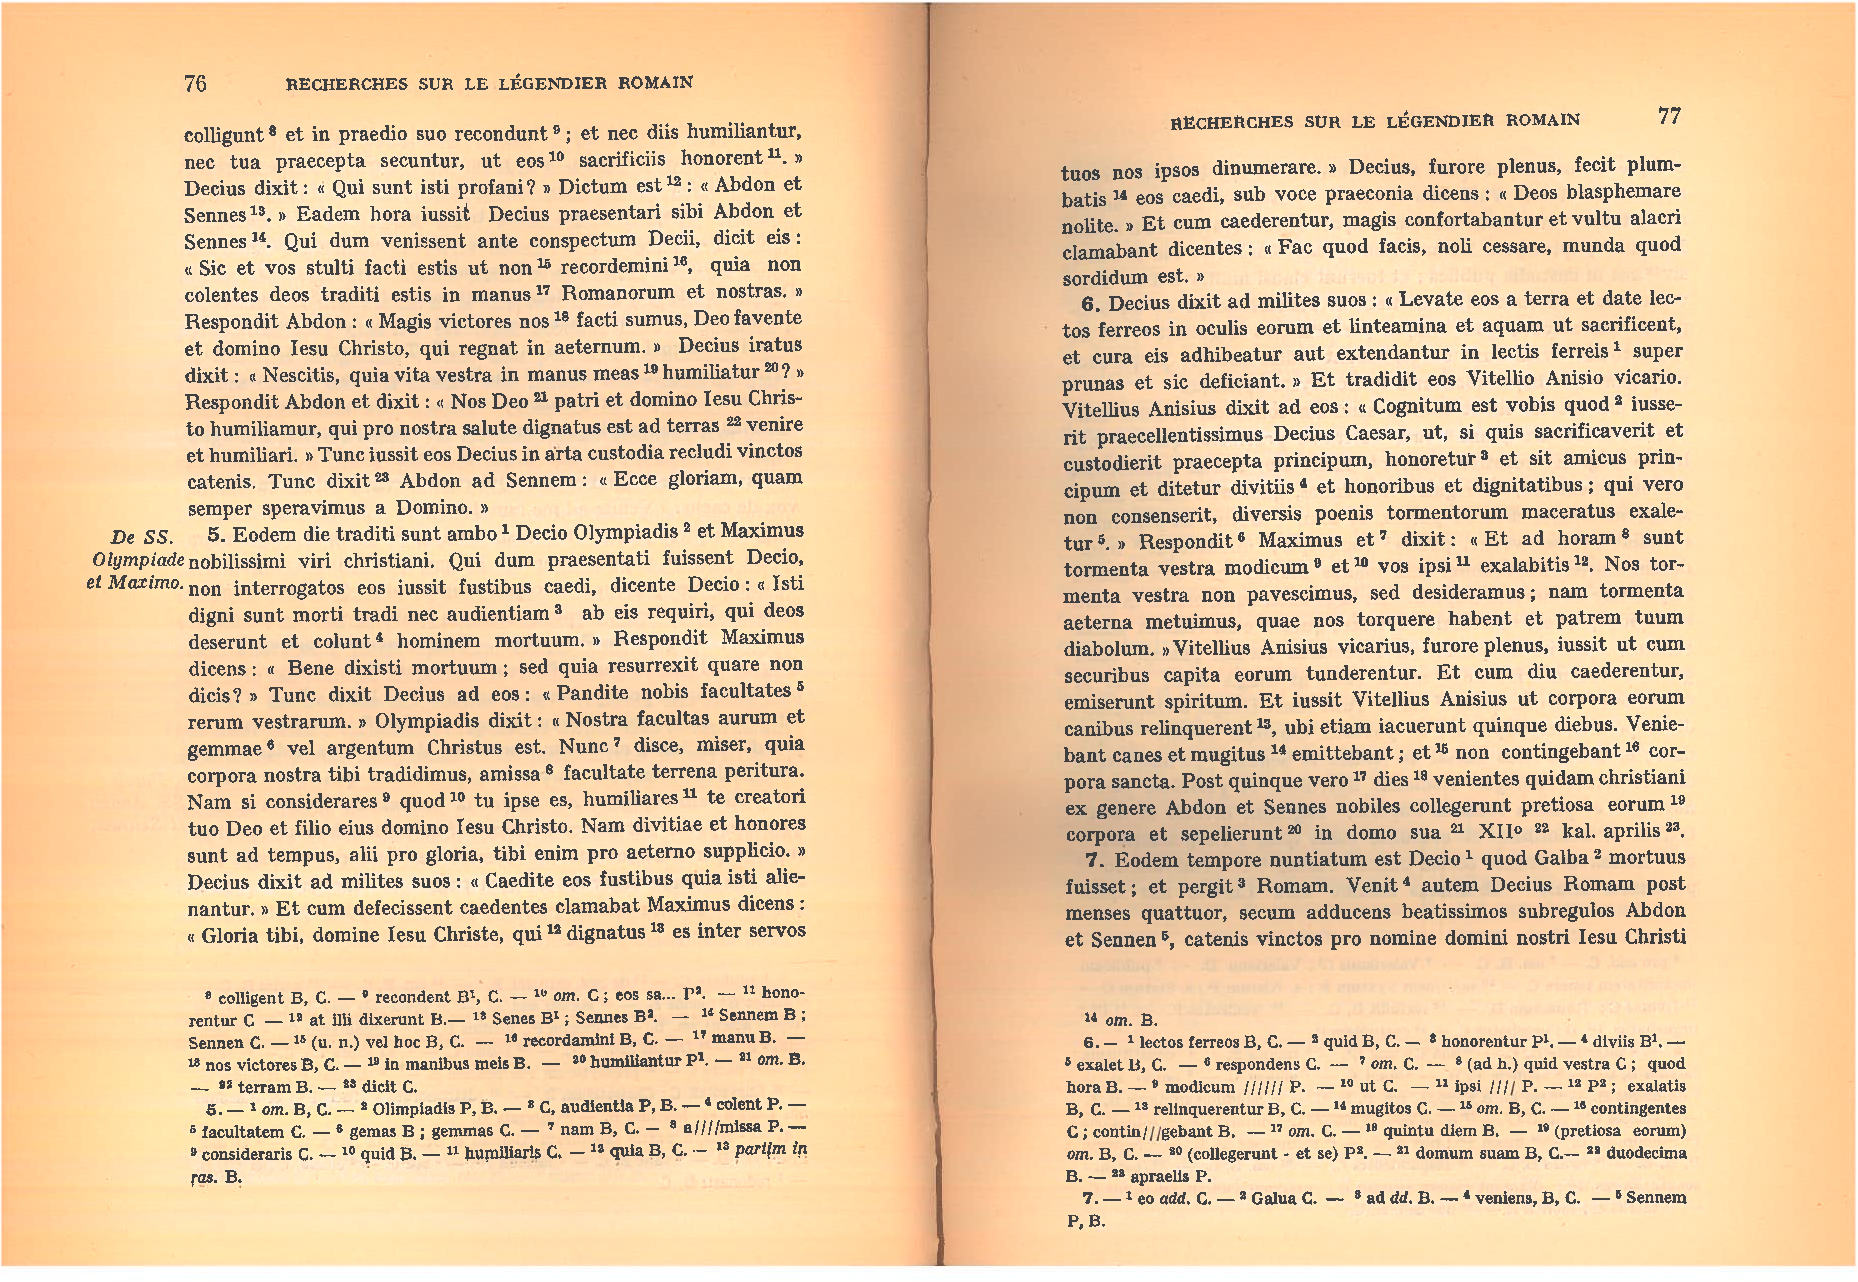 76 RECHERCHES SUR LE LÉGENDIER ROMAIN
colligunt ⁸ et in praedio suo recondunt ⁹ ; et nec diis humiliantur,
nec tua praecepta secuntur, ut eos ¹⁰ sacrificiis honorent ¹¹. »
Decius dixit : « Qui sunt isti profani? » Dictum est ¹² : « Abdon et
Sennes ¹³. » Eadem hora iussit Decius praesentari sibi Abdon et
Sennes ¹⁴. Qui dum venissent ante conspectum Decii, dicit eis :
« Sic et vos stulti facti estis ut non ¹⁵ recordemini ¹⁶, quia non
colentes deos traditi estis in manus ¹⁷ Romanorum et nostras. »
Respondit Abdon : « Magis victores nos ¹⁸ facti sumus, Deo favente
et domino Iesu Christo, qui regnat in aeternum. » Decius iratus
dixit : « Nescitis, quia vita vestra in manus meas ¹⁹ humiliatur ²⁰? »
Respondit Abdon et dixit : « Nos Deo ²¹ patri et domino Iesu Chris-
to humiliamur, qui pro nostra salute dignatus est ad terras ²² venire
et humiliari. » Tunc iussit eos Decius in arta custodia recludi vinctos
catenis. Tunc dixit ²³ Abdon ad Sennem : « Ecce gloriam, quam
semper speravimus a Domino. »
De SS. Olympiade et Maximo.
5. Eodem die traditi sunt ambo ¹ Decio Olympiadis ² et Maximus
nobilissimi viri christiani. Qui dum praesentati fuissent Decio,
non interrogatos eos iussit fustibus caedi, dicente Decio : « Isti
digni sunt morti tradi nec audientiam ³ ab eis requiri, qui deos
deserunt et colunt ⁴ hominem mortuum. » Respondit Maximus
dicens : « Bene dixisti mortuum ; sed quia resurrexit quare non
dicis? » Tunc dixit Decius ad eos : « Pandite nobis facultates ⁵
rerum vestrarum. » Olympiadis dixit : « Nostra facultas aurum et
gemmae ⁶ vel argentum Christus est. Nunc ⁷ disce, miser, quia
corpora nostra tibi tradidimus, amissa ⁸ facultate terrena peritura.
Nam si considerares ⁹ quod ¹⁰ tu ipse es, humiliares ¹¹ te creatori
tuo Deo et filio eius domino Iesu Christo. Nam divitiae et honores
sunt ad tempus, alii pro gloria, tibi enim pro aeterno supplicio. »
Decius dixit ad milites suos : « Caedite eos fustibus quia isti alie-
nantur. » Et cum defecissent caedentes clamabat Maximus dicens :
« Gloria tibi, domine Iesu Christe, qui ¹² dignatus ¹³ es inter servos
⁸ colligent B, C. — ⁹ recondent B¹, C. — ¹⁰ om. C ; eos sa... P². — ¹¹ hono-
rentur C — ¹² at illi dixerunt B.— ¹³ Senes B¹ ; Sennes B². — ¹⁴ Sennem B ;
Sennen C. — ¹⁵ (u. n.) vel hoc B, C. — ¹⁶ recordamini B, C. — ¹⁷ manu B. —
¹⁸ nos victores B, C. — ¹⁹ in manibus meis B. — ²⁰ humiliantur P¹. — ²¹ om. B.
— ²² terram B. — ²³ dicit C.
5. — ¹ om. B, C. — ² Olimpiadis P, B. — ³ C, audientia P, B. — ⁴ colent P. —
⁵ facultatem C. — ⁶ gemas B ; gemmas C. — ⁷ nam B, C. — ⁸ a////missa P. —
⁹ consideraris C. — ¹⁰ quid B. — ¹¹ humiliaris C. — ¹² quia B, C. — ¹³ partim in
ras. B.
RECHERCHES SUR LE LÉGENDIER ROMAIN 77
tuos nos ipsos dinumerare. » Decius, furore plenus, fecit plum-
batis ¹⁴ eos caedi, sub voce praeconia dicens : « Deos blasphemare
nolite. » Et cum caederentur, magis confortabantur et vultu alacri
clamabant dicentes : « Fac quod facis, noli cessare, munda quod
sordidum est. »
6. Decius dixit ad milites suos : « Levate eos a terra et date lec-
tos ferreos in oculis eorum et linteamina et aquam ut sacrificent,
et cura eis adhibeatur aut extendantur in lectis ferreis ¹ super
prunas et sic deficiant. » Et tradidit eos Vitellio Anisio vicario.
Vitellius Anisius dixit ad eos : « Cognitum est vobis quod ² iusse-
rit praecellentissimus Decius Caesar, ut, si quis sacrificaverit et
custodierit praecepta principum, honoretur ³ et sit amicus prin-
cipum et ditetur divitiis ⁴ et honoribus et dignitatibus ; qui vero
non consenserit, diversis poenis tormentorum maceratus exale-
tur ⁵. » Respondit ⁶ Maximus et ⁷ dixit : « Et ad horam ⁸ sunt
tormenta vestra modicum ⁹ et ¹⁰ vos ipsi ¹¹ exalabitis ¹². Nos tor-
menta vestra non pavescimus, sed desideramus ; nam tormenta
aeterna metuimus, quae nos torquere habent et patrem tuum
diabolum. » Vitellius Anisius vicarius, furore plenus, iussit ut cum
securibus capita eorum tunderentur. Et cum diu caederentur,
emiserunt spiritum. Et iussit Vitellius Anisius ut corpora eorum
canibus relinquerent ¹³, ubi etiam iacuerunt quinque diebus. Venie-
bant canes et mugitus ¹⁴ emittebant ; et ¹⁵ non contingebant ¹⁶ cor-
pora sancta. Post quinque vero ¹⁷ dies ¹⁸ venientes quidam christiani
ex genere Abdon et Sennes nobiles collegerunt pretiosa eorum ¹⁹
corpora et sepelierunt ²⁰ in domo sua ²¹ XIIº ²² kal. aprilis ²³.
7. Eodem tempore nuntiatum est Decio ¹ quod Galba ² mortuus
fuisset ; et pergit ³ Romam. Venit ⁴ autem Decius Romam post
menses quattuor, secum adducens beatissimos subregulos Abdon
et Sennen ⁵, catenis vinctos pro nomine domini nostri Iesu Christi
¹⁴ om. B.
6. — ¹ lectos ferreos B, C. — ² quid B, C. — ³ honorentur P¹. — ⁴ diviis B¹. —
⁵ exalet B, C. — ⁶ respondens C. — ⁷ om. C. — ⁸ (ad h.) quid vestra C ; quod
hora B. — ⁹ modicum ////// P. — ¹⁰ ut C. — ¹¹ ipsi //// P. — ¹² P² ; exalatis
B, C. — ¹³ relinquerentur B, C. — ¹⁴ mugitos C. — ¹⁵ om. B, C. — ¹⁶ contingentes
C ; contin///gebant B. — ¹⁷ om. C. — ¹⁸ quintu diem B. — ¹⁹ (pretiosa eorum)
om. B, C. — ²⁰ (collegerunt - et se) P². — ²¹ domum suam B, C.— ²² duodecima
B. — ²³ apraelis P.
7. — ¹ eo add. C. — ² Galua C. — ³ ad dd. B. — ⁴ veniens, B, C. — ⁵ Sennem
P, B.